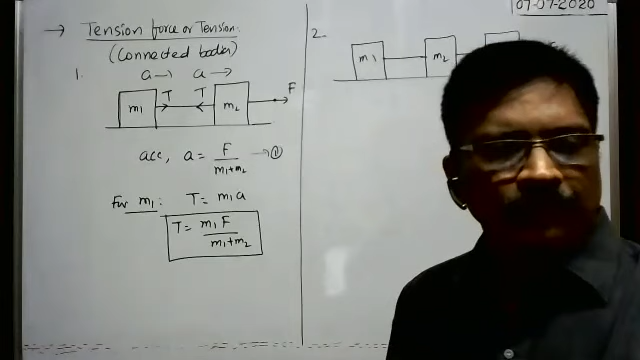 07-07-2020
→ Tension force or Tension:
(Connected bodies)
1.
a → a →
T T
m1 m2 F
acc, a = F / m1+m2 → ①
For m1: T = m1a
T = m1F / m1+m2
2.
m1 m2